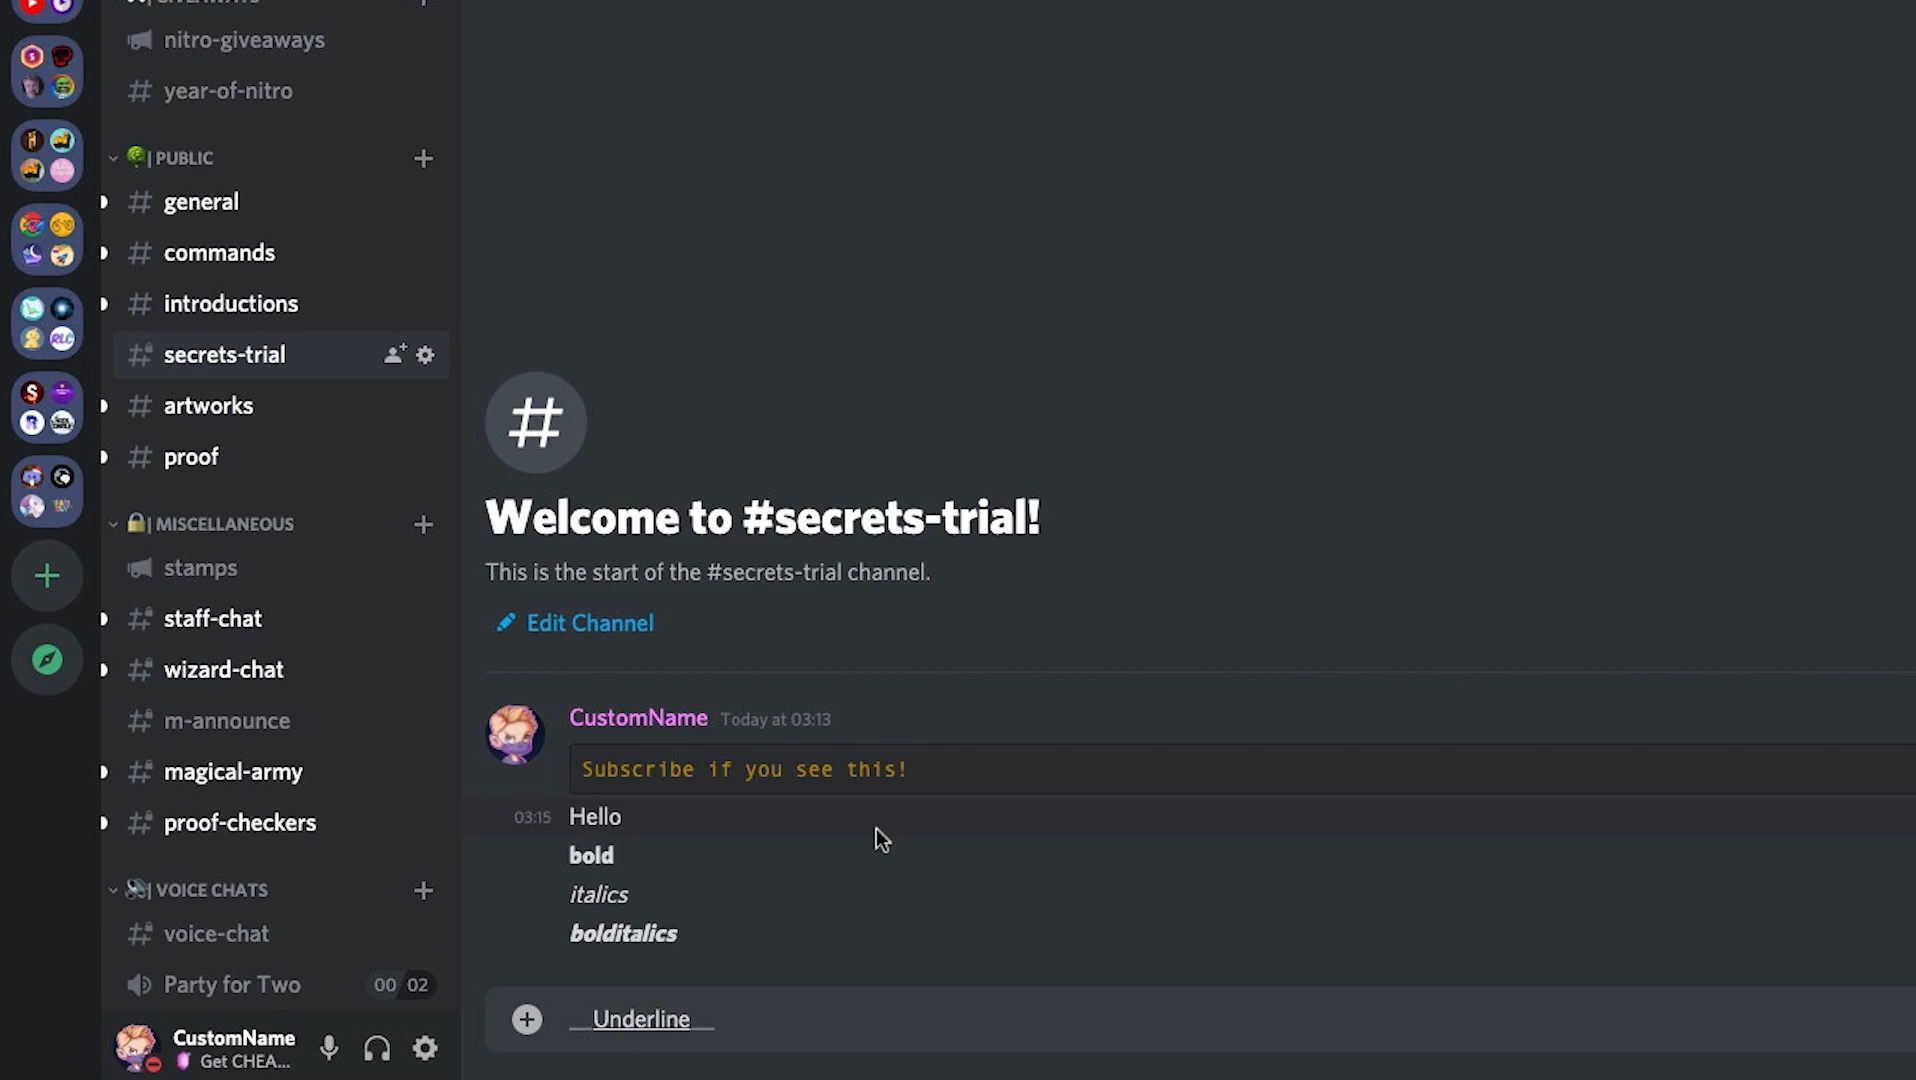 nitro-giveaways
year-of-nitro
| PUBLIC
general
commands
introductions
secrets-trial
artworks
proof
| MISCELLANEOUS
stamps
staff-chat
wizard-chat
m-announce
magical-army
proof-checkers
| VOICE CHATS
voice-chat
Party for Two 00 02
CustomName
Get CHEA...
Welcome to #secrets-trial!
This is the start of the #secrets-trial channel.
Edit Channel
CustomName Today at 03:13
Subscribe if you see this!
03:15 Hello
bold
italics
bolditalics
__Underline__